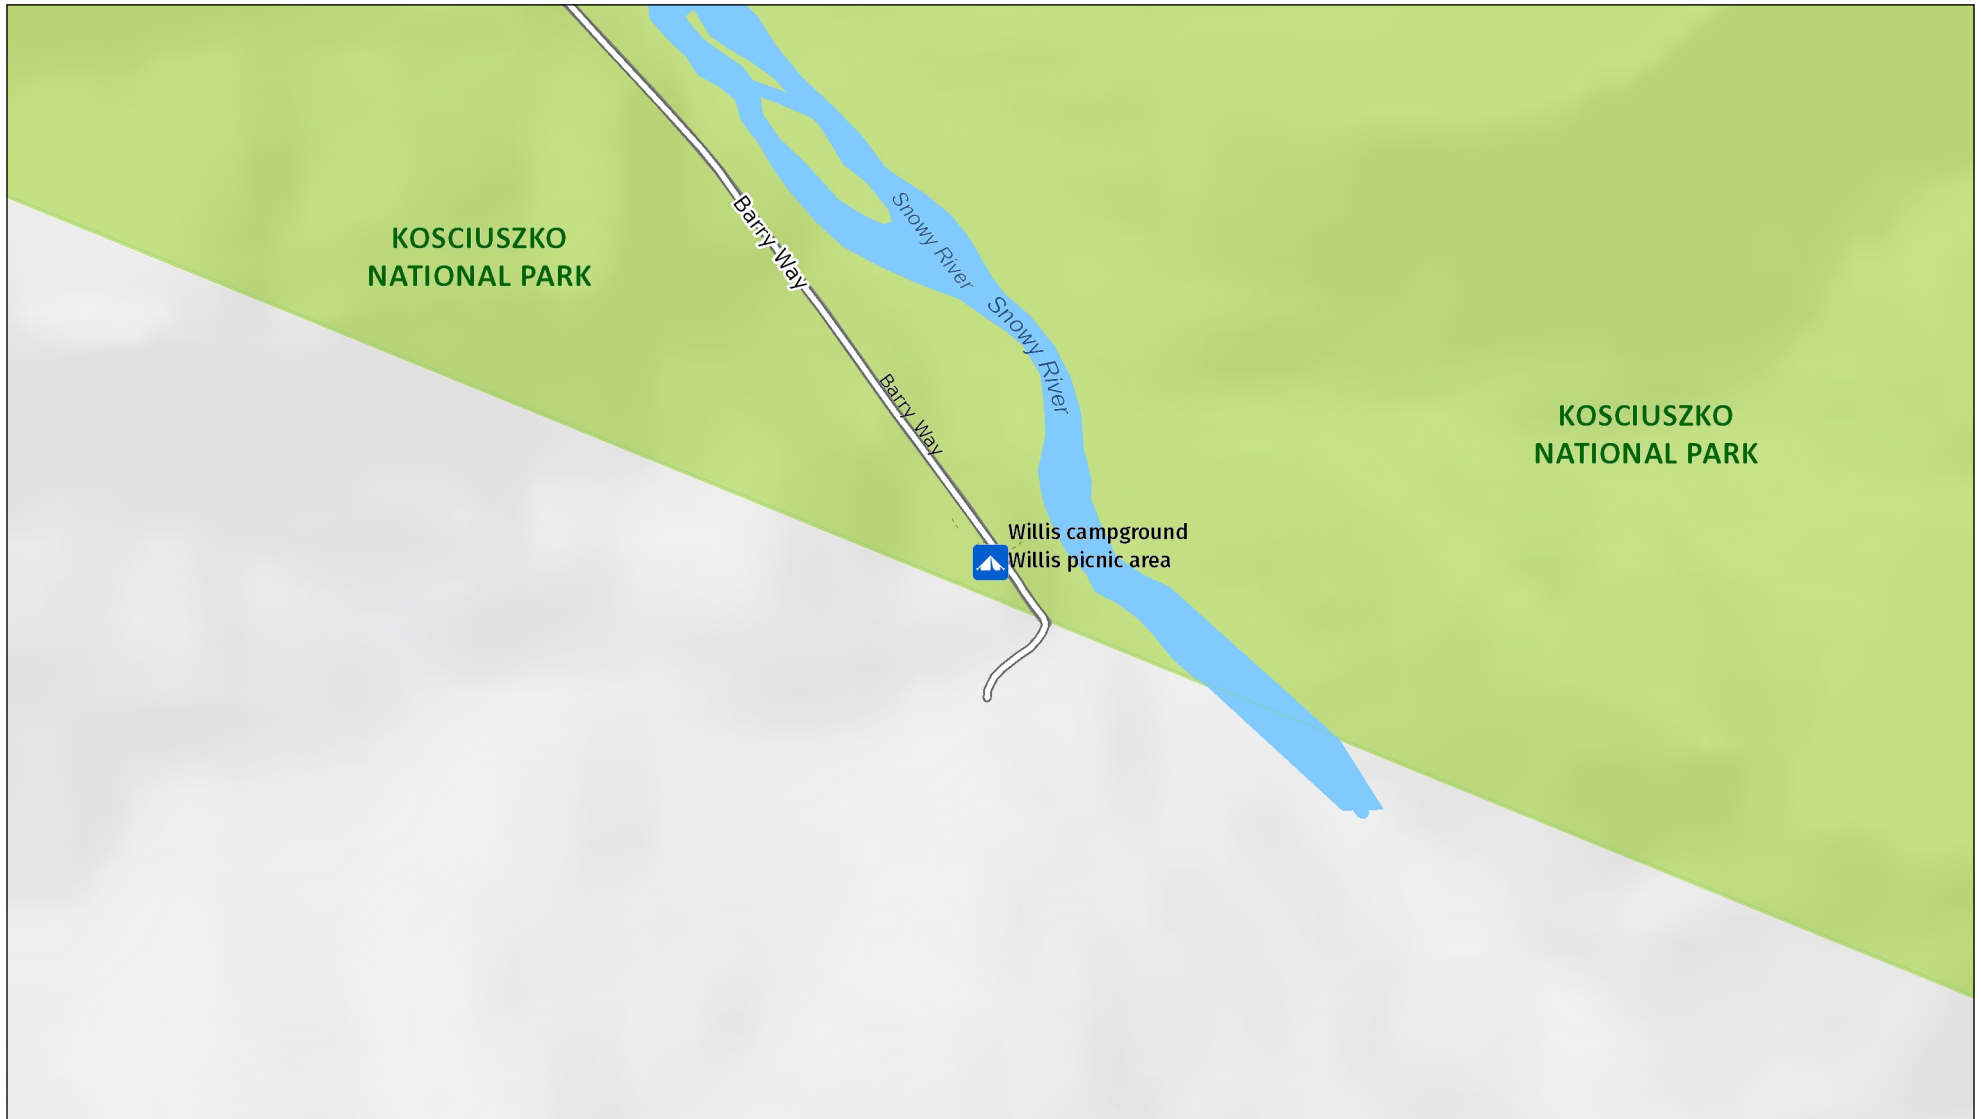 Snowy River
Barry Way
KOSCIUSZKO
NATIONAL PARK
Snowy River
Barry Way
KOSCIUSZKO
NATIONAL PARK
Willis campground
Willis picnic area